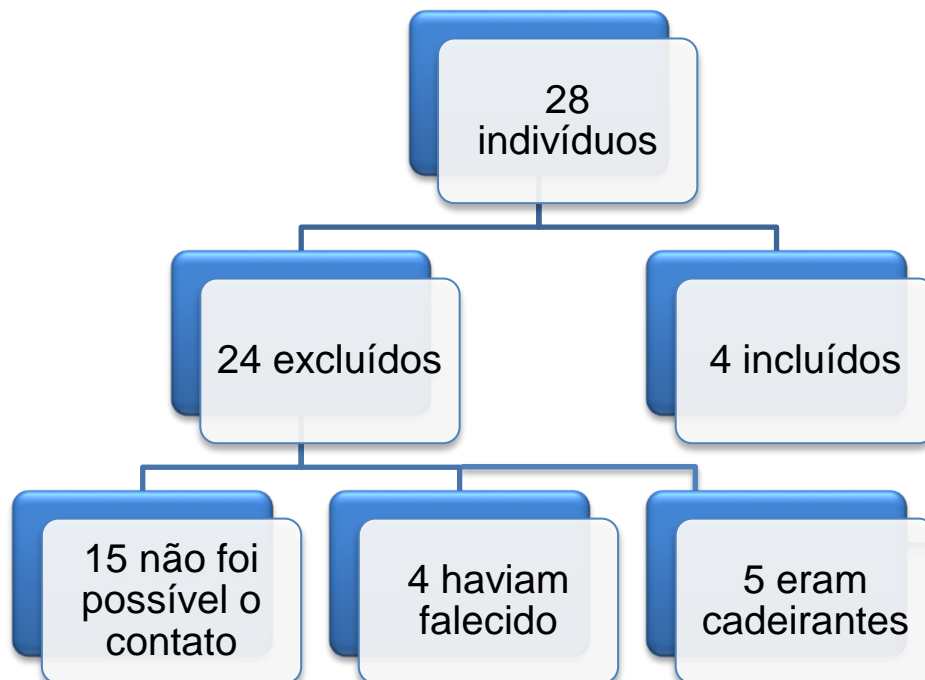 28
indivíduos
24 excluídos
4 incluídos
15 não foi
possível o
contato
4 haviam
falecido
5 eram
cadeirantes